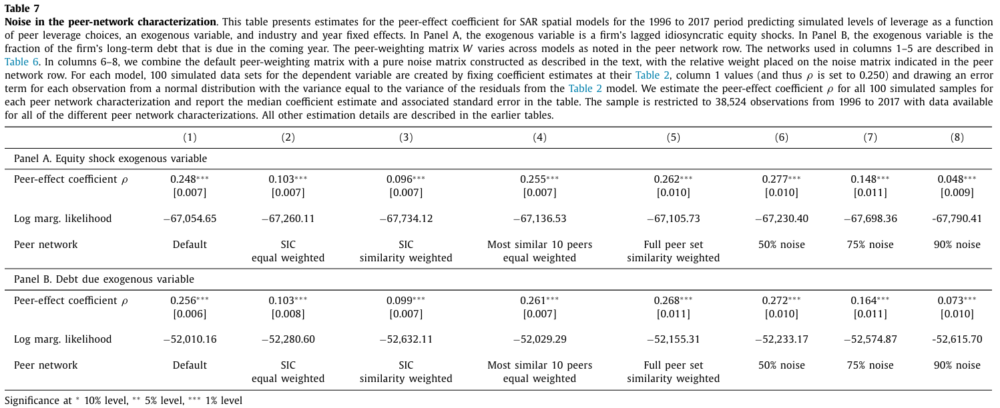 Table 7
Noise in the peer-network characterization. This table presents estimates for the peer-effect coefficient for SAR spatial models for the 1996 to 2017 period predicting simulated levels of leverage as a function
of peer leverage choices, an exogenous variable, and industry and year fixed effects. In Panel A, the exogenous variable is a firm's lagged idiosyncratic equity shocks. In Panel B, the exogenous variable is the
fraction of the firm's long-term debt that is due in the coming year. The peer-weighting matrix W varies across models as noted in the peer network row. The networks used in columns 1–5 are described in
Table 6. In columns 6–8, we combine the default peer-weighting matrix with a pure noise matrix constructed as described in the text, with the relative weight placed on the noise matrix indicated in the peer
network row. For each model, 100 simulated data sets for the dependent variable are created by fixing coefficient estimates at their Table 2, column 1 values (and thus ρ is set to 0.250) and drawing an error
term for each observation from a normal distribution with the variance equal to the variance of the residuals from the Table 2 model. We estimate the peer-effect coefficient ρ for all 100 simulated samples for
each peer network characterization and report the median coefficient estimate and associated standard error in the table. The sample is restricted to 38,524 observations from 1996 to 2017 with data available
for all of the different peer network characterizations. All other estimation details are described in the earlier tables.
(1) (2) (3) (4) (5) (6) (7) (8)
Panel A. Equity shock exogenous variable
Peer-effect coefficient ρ 0.248*** 0.103*** 0.096*** 0.255*** 0.262*** 0.277*** 0.148*** 0.048***
[0.007] [0.007] [0.007] [0.007] [0.010] [0.010] [0.011] [0.009]
Log marg. likelihood −67,054.65 −67,260.11 −67,734.12 −67,136.53 −67,105.73 −67,230.40 −67,698.36 -67,790.41
Peer network Default SIC SIC Most similar 10 peers Full peer set 50% noise 75% noise 90% noise
equal weighted similarity weighted equal weighted similarity weighted
Panel B. Debt due exogenous variable
Peer-effect coefficient ρ 0.256*** 0.103*** 0.099*** 0.261*** 0.268*** 0.272*** 0.164*** 0.073***
[0.006] [0.008] [0.007] [0.007] [0.011] [0.010] [0.011] [0.010]
Log marg. likelihood −52,010.16 −52,280.60 −52,632.11 −52,029.29 −52,155.31 −52,233.17 −52,574.87 -52,615.70
Peer network Default SIC SIC Most similar 10 peers Full peer set 50% noise 75% noise 90% noise
equal weighted similarity weighted equal weighted similarity weighted
Significance at * 10% level, ** 5% level, *** 1% level